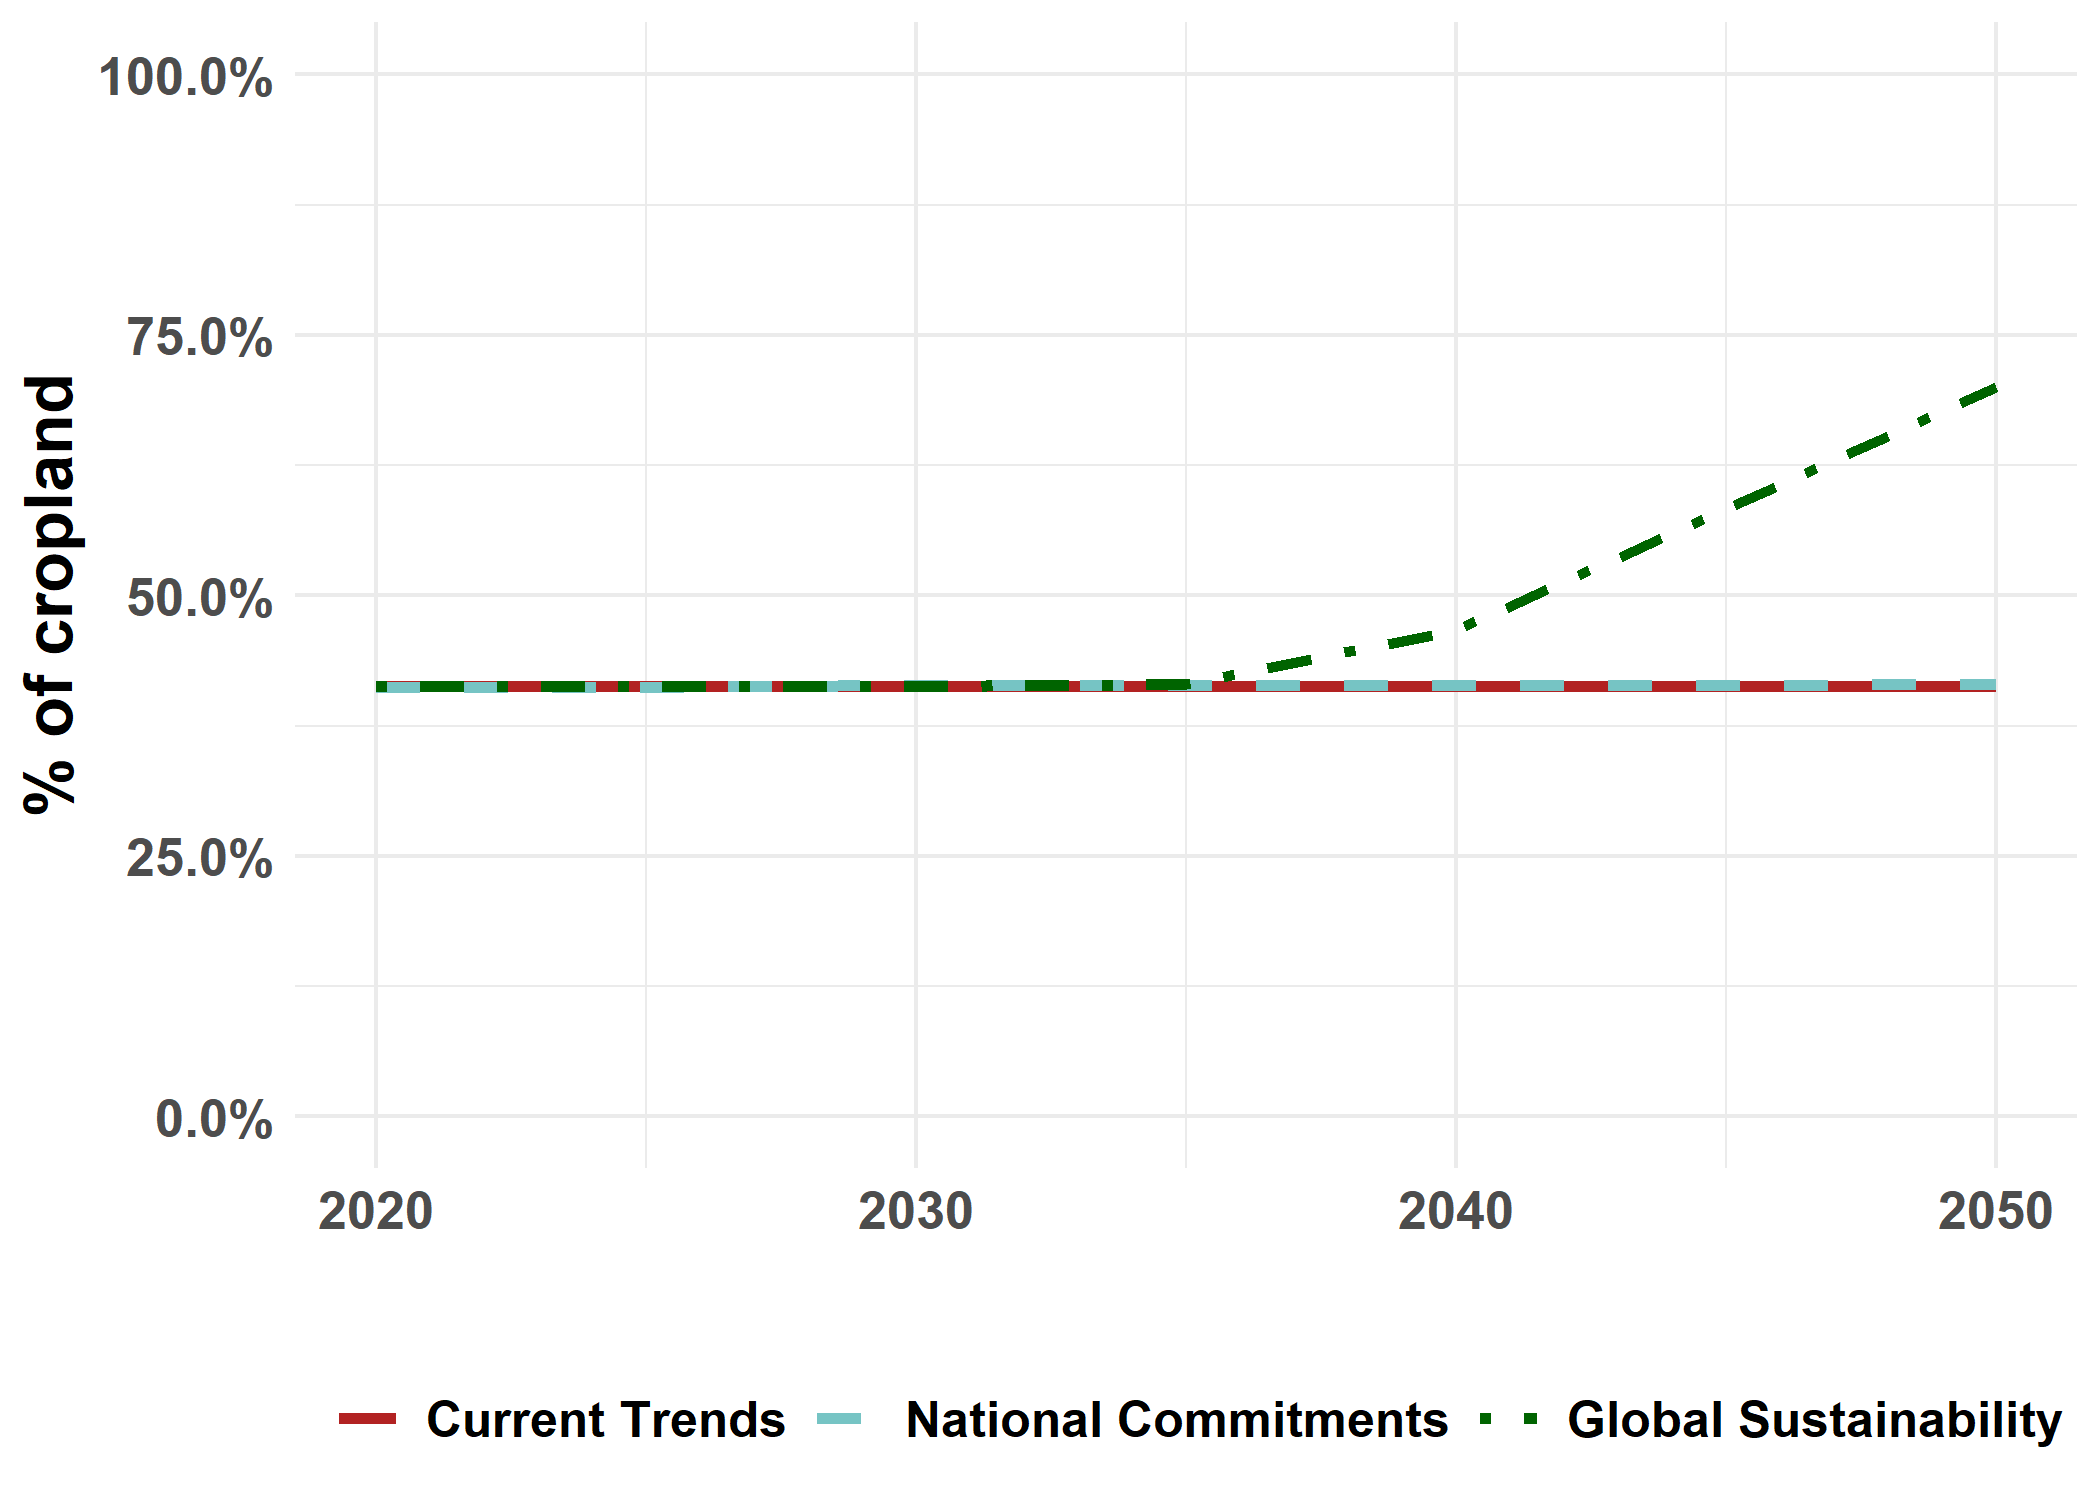 % of cropland
100.0%
75.0%
50.0%
25.0%
0.0%
2020 2030 2040 2050
Current Trends National Commitments Global Sustainability